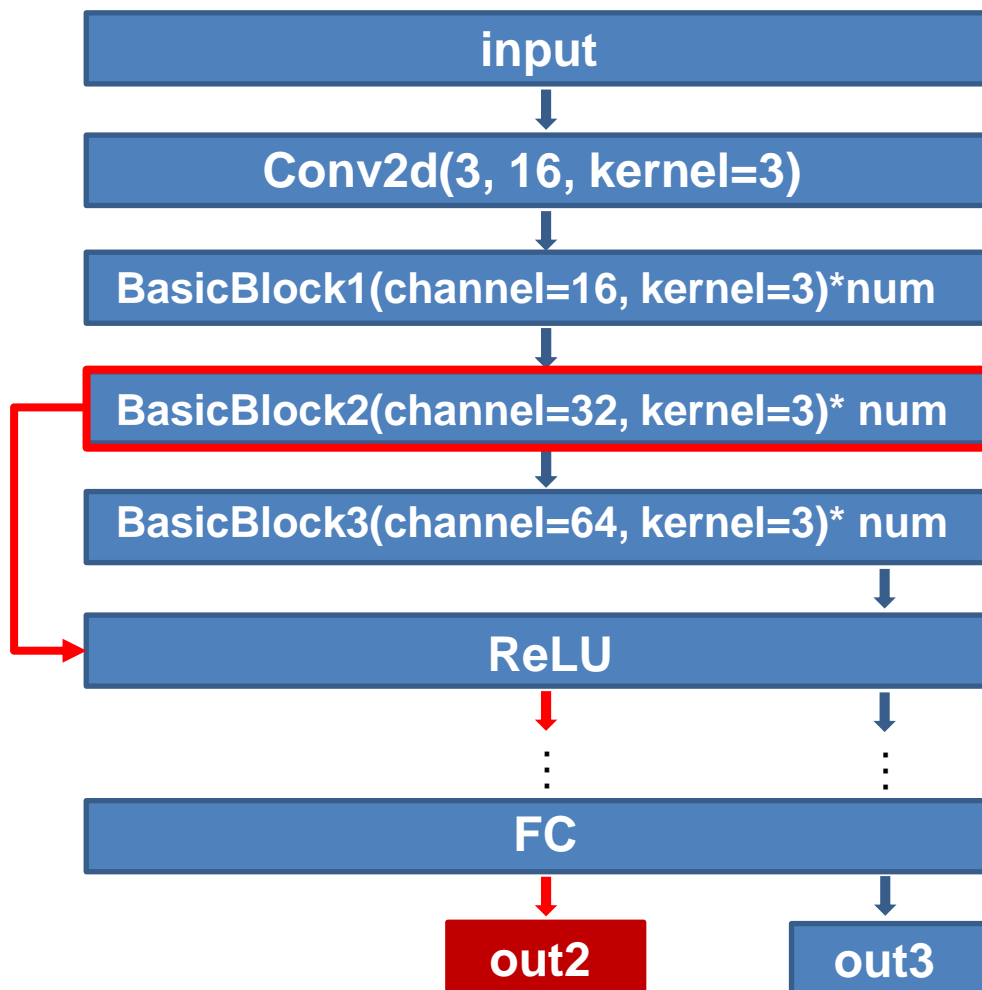 input
Conv2d(3, 16, kernel=3)
BasicBlock1(channel=16, kernel=3)*num
BasicBlock2(channel=32, kernel=3)* num
BasicBlock3(channel=64, kernel=3)* num
ReLU
FC
out2 out3